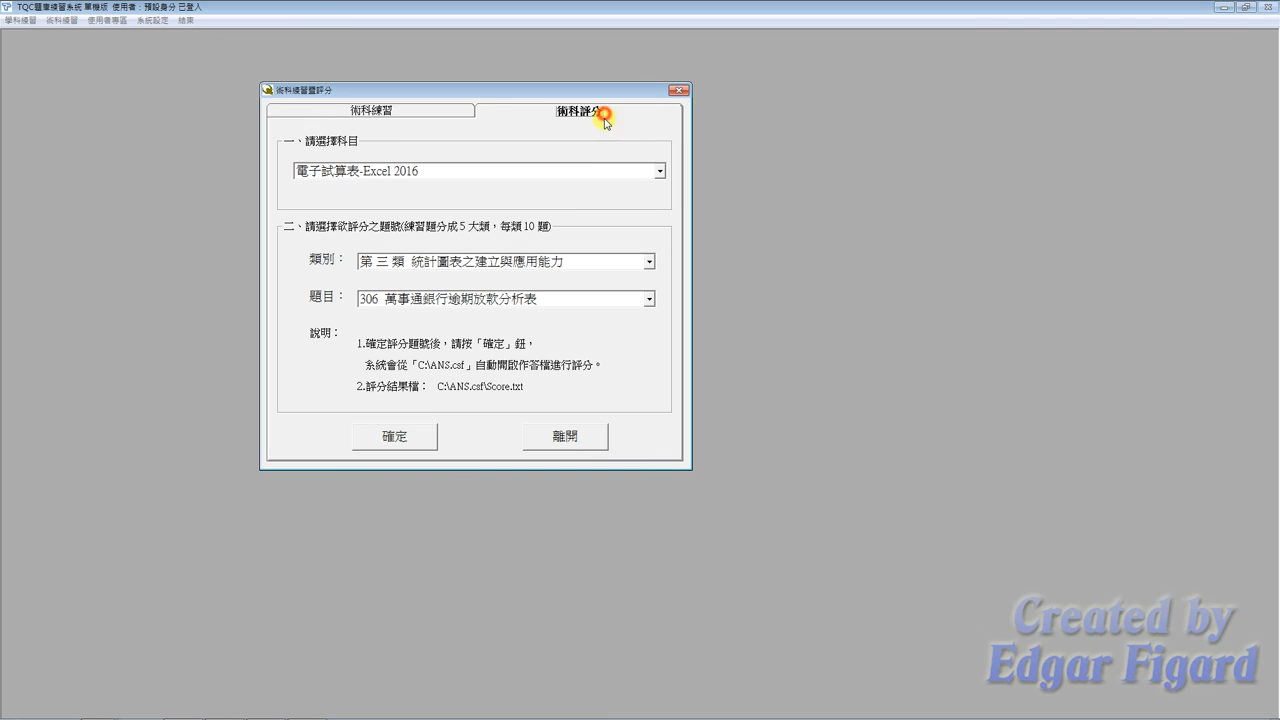 TQC題庫練習系統 單機版 使用者：預設身分 已登入
學科練習 術科練習 使用者專區 系統設定 結束
術科練習暨評分
術科練習 術科評分
一、請選擇科目
電子試算表-Excel 2016
二、請選擇欲評分之題號(練習題分成 5 大類，每類 10 題)
類別： 第 三 類 統計圖表之建立與應用能力
題目： 306 萬事通銀行逾期放款分析表
說明：
1.確定評分題號後，請按「確定」鈕，
系統會從「C:\ANS.csf」自動開啟作答檔進行評分。
2.評分結果檔： C:\ANS.csf\Score.txt
確定 離開
Created by
Edgar Figard